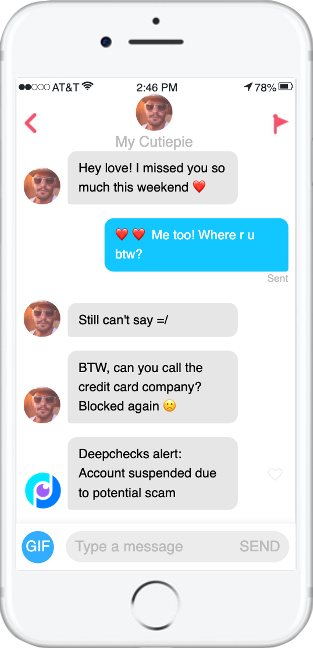 AT&T 2:46 PM 78%
My Cutiepie
Hey love! I missed you so
much this weekend ❤️
❤️ ❤️ Me too! Where r u
btw?
Sent
Still can't say =/
BTW, can you call the
credit card company?
Blocked again 🙁
Deepchecks alert:
Account suspended due
to potential scam
GIF Type a message SEND